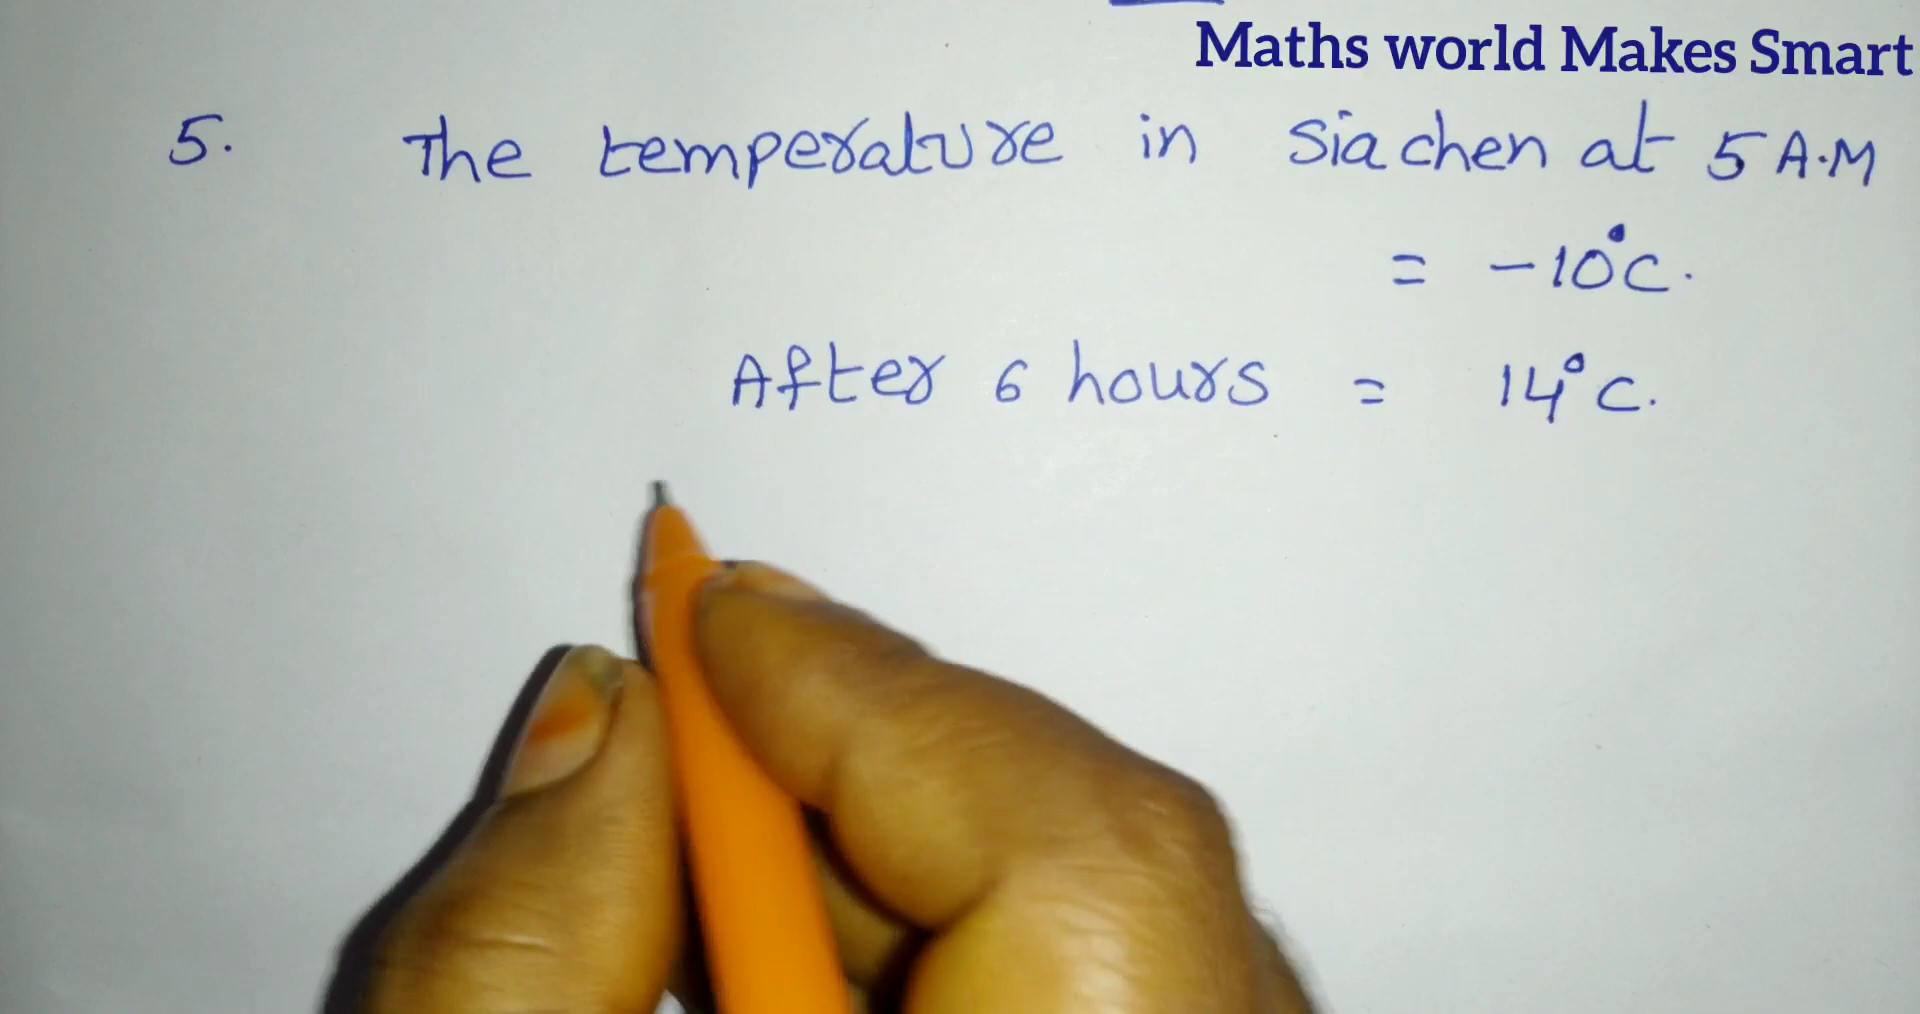 Maths world Makes Smart
5. The temperature in Siachen at 5 A.M
= -10°C.
After 6 hours = 14°C.